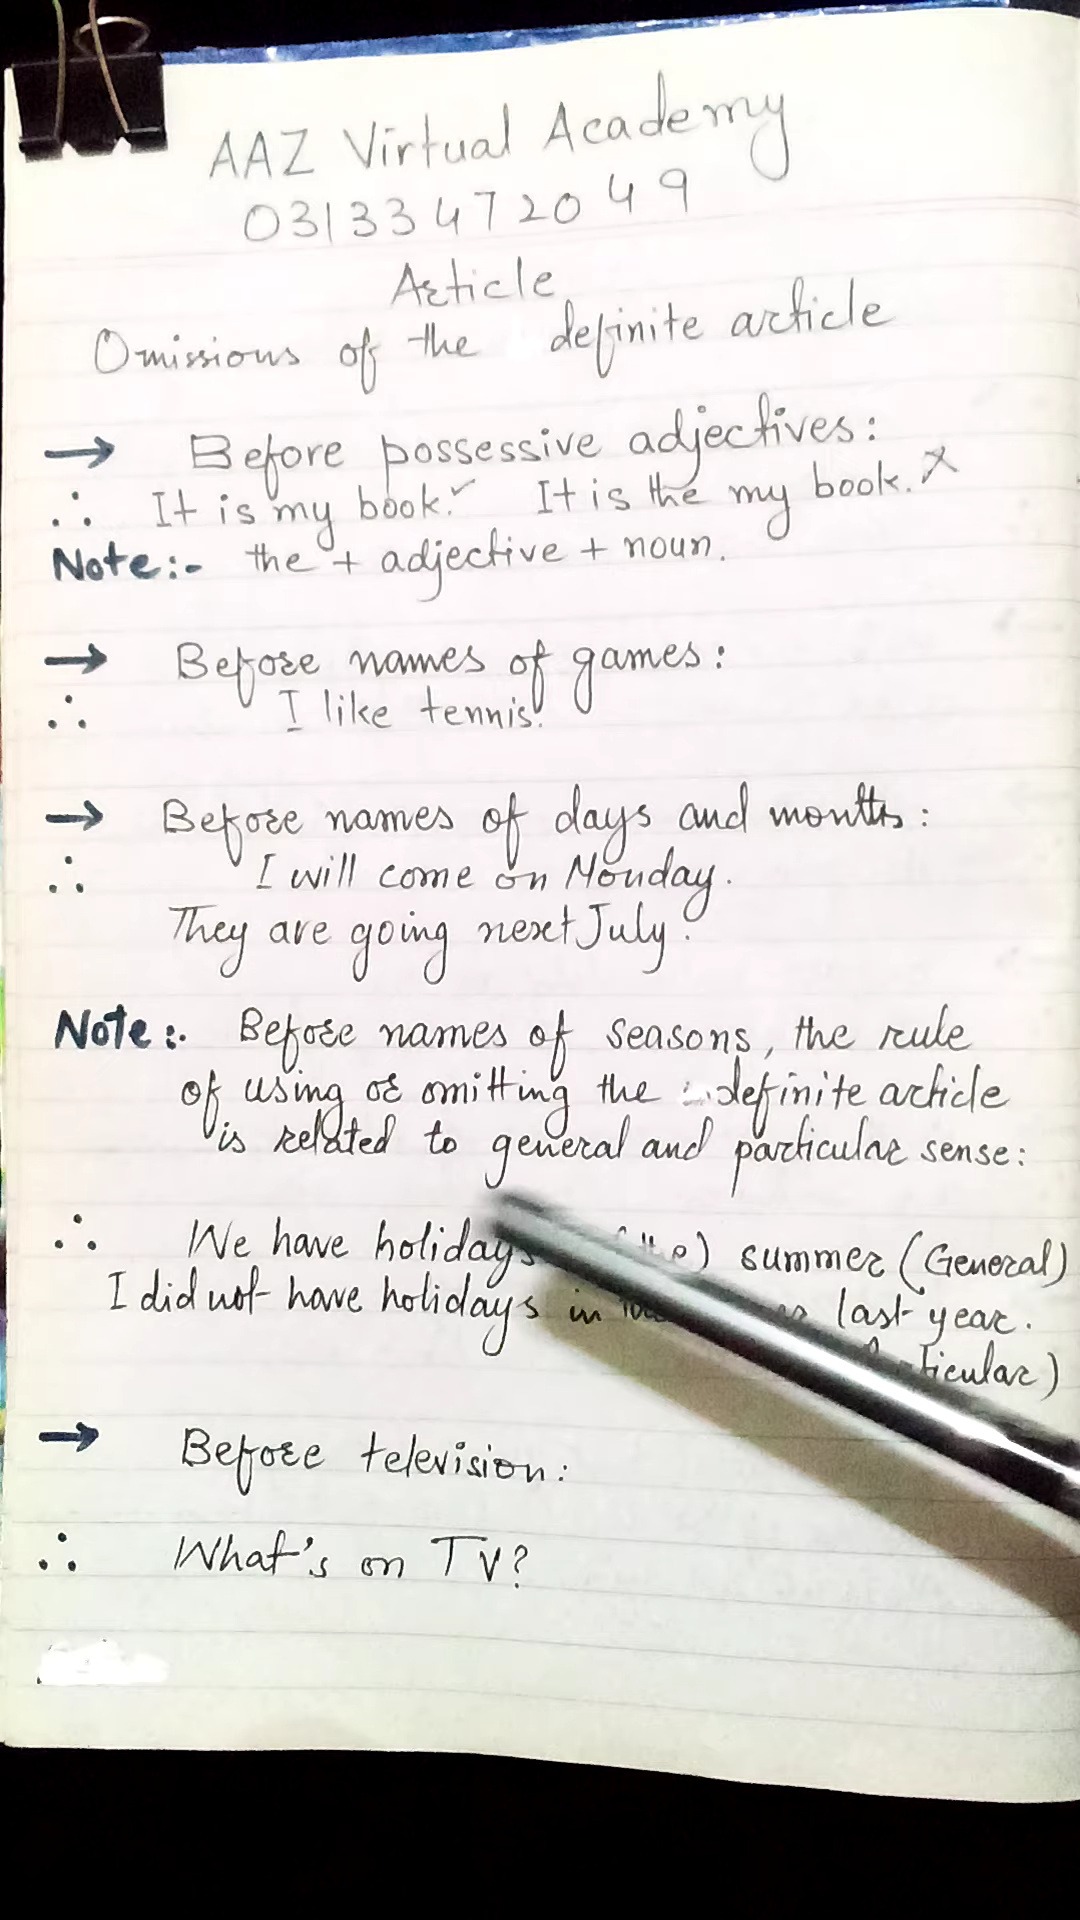 AAZ Virtual Academy
03133472049
Article
Omissions of the definite article
→ Before possessive adjectives:
∴ It is my book.✓ It is the my book.✗
Note:- the + adjective + noun.
→ Before names of games:
∴ I like tennis.
→ Before names of days and months:
∴ I will come on Monday.
They are going next July.
Note:- Before names of seasons, the rule
of using or omitting the definite article
is related to general and particular sense:
∴ We have holidays summer (General)
I did not have holidays in last year.
→ Before television:
∴ What's on TV?